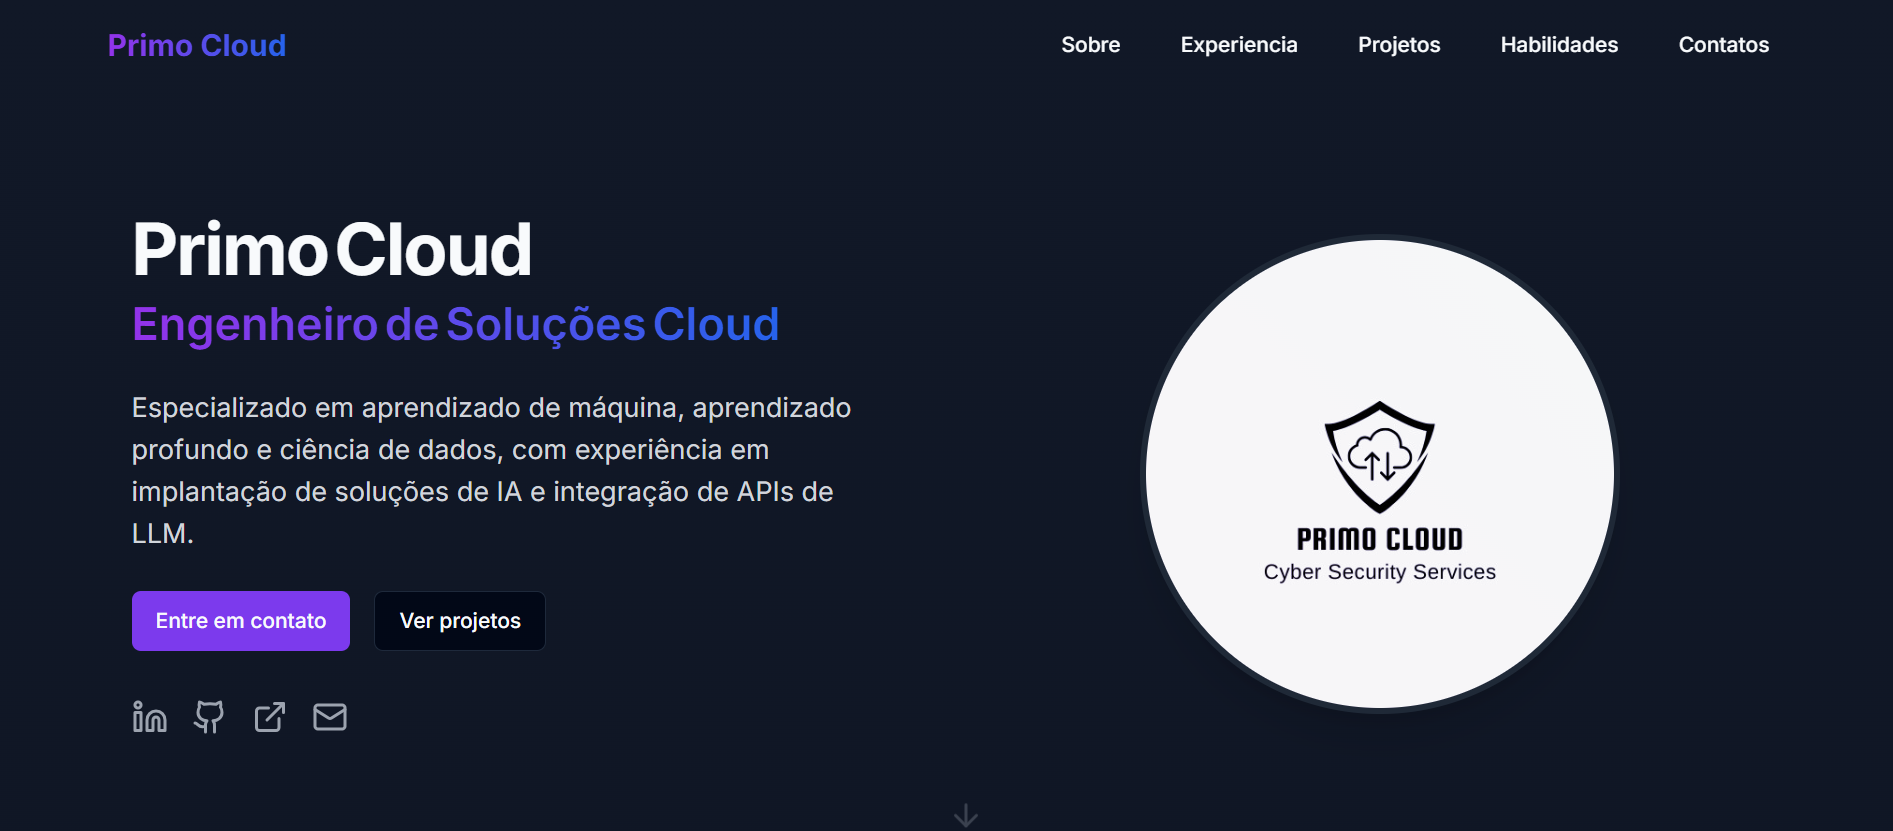 Primo Cloud
Sobre
Experiencia
Projetos
Habilidades
Contatos
Primo Cloud
Engenheiro de Soluções Cloud
Especializado em aprendizado de máquina, aprendizado
profundo e ciência de dados, com experiência em
implantação de soluções de IA e integração de APIs de
LLM.
Entre em contato
Ver projetos
in
PRIMO CLOUD
Cyber Security Services